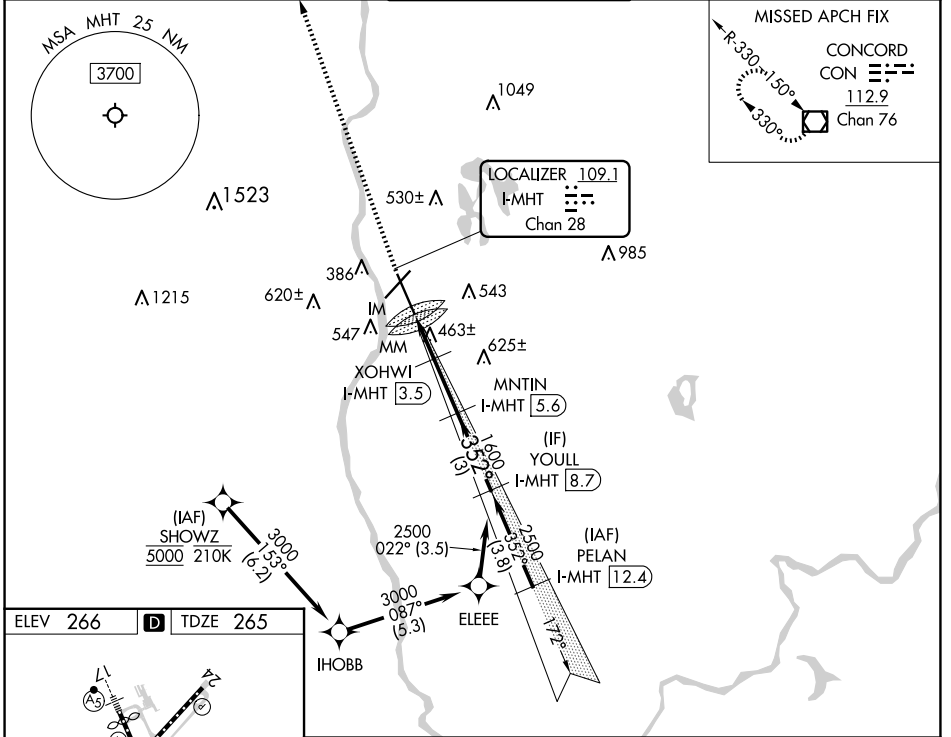 MSA MHT 25 NM
3700
MISSED APCH FIX
R-330
150°
330°
CONCORD
CON
112.9
Chan 76
1049
1523
530±
LOCALIZER 109.1
I-MHT
Chan 28
985
386
1215
620±
543
IM
547
463±
MM
625±
XOHWI
I-MHT 3.5
MNTIN
I-MHT 5.6
1600
352°
(3)
(IF)
YOULL
I-MHT 8.7
(IAF)
SHOWZ
5000 210K
3000
153°
(6.2)
2500
022° (3.5)
2500
352°
(3.8)
(IAF)
PELAN
I-MHT 12.4
3000
087°
(5.3)
ELEEE
172°
IHOBB
ELEV 266
D
TDZE 265
17
24
A5
P